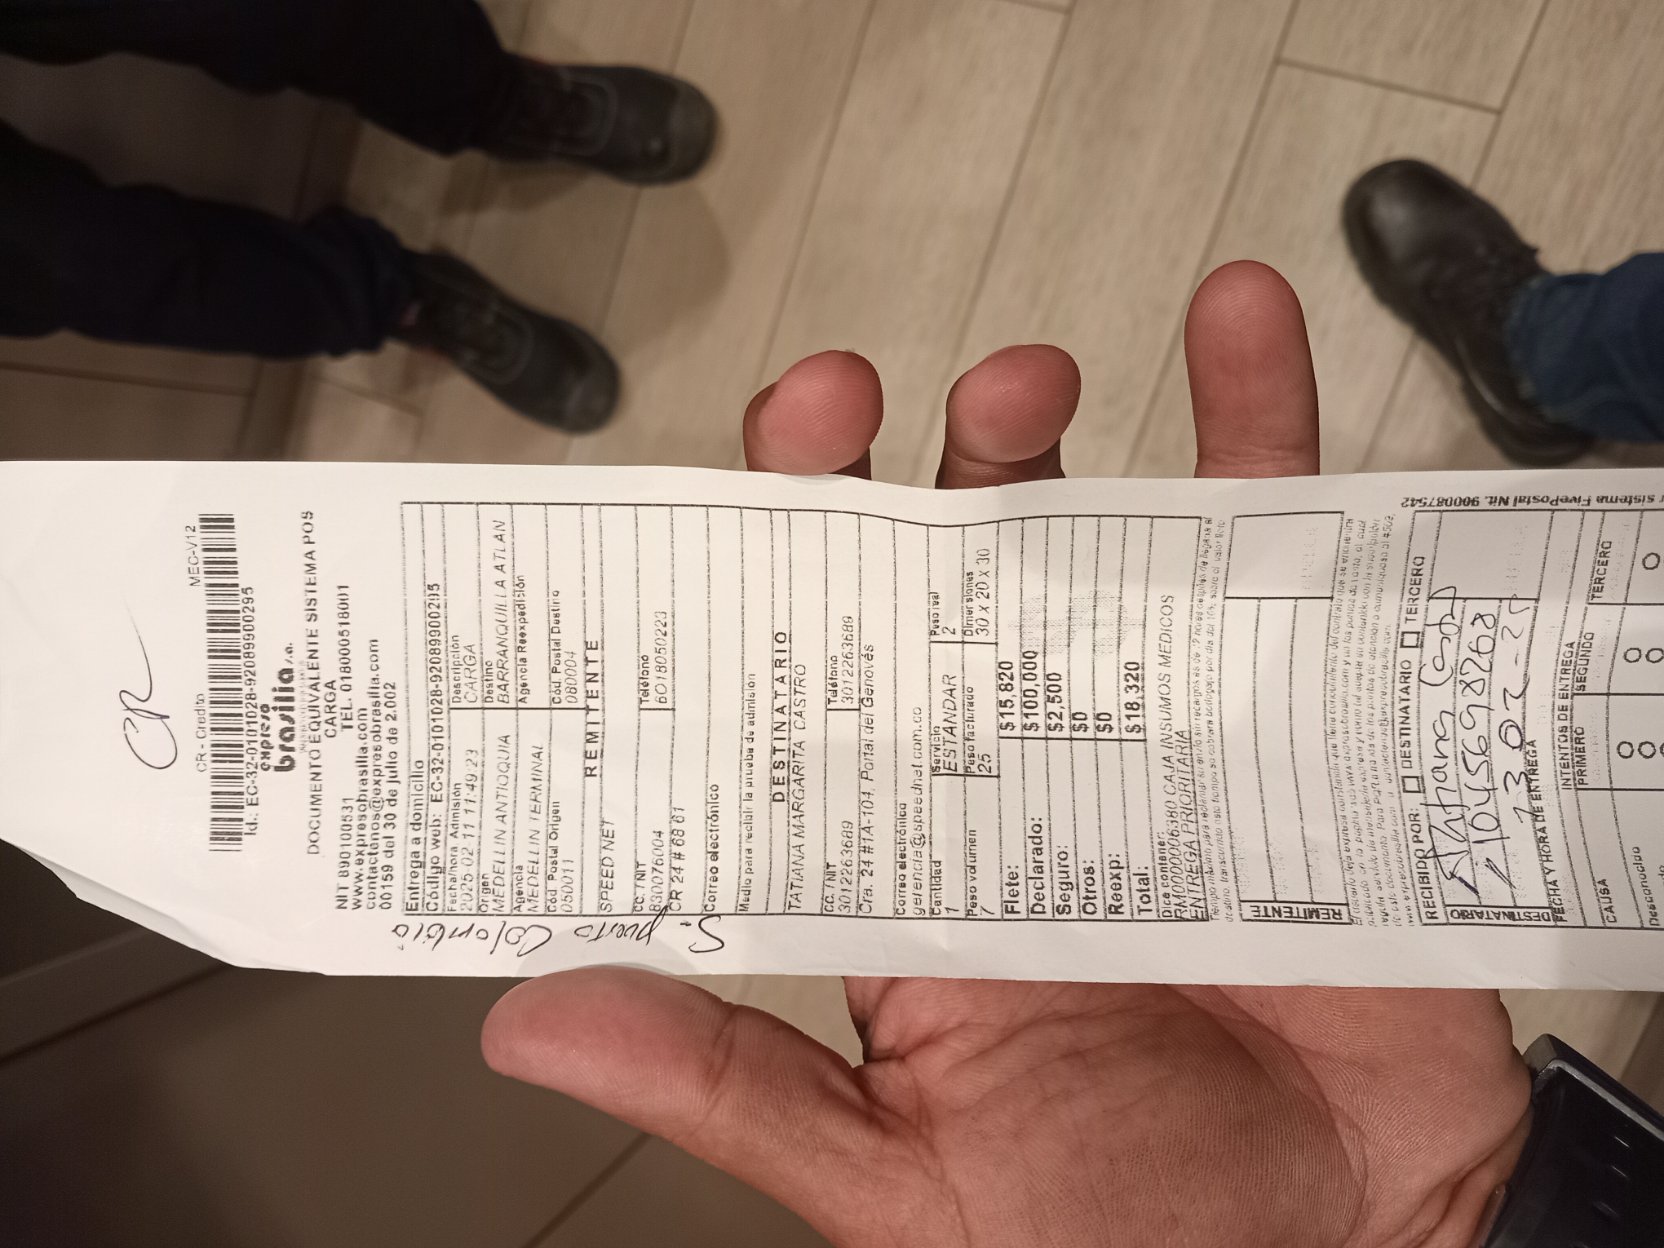 CR
CR - Credito MEC-V12
Id.: EC-32-0101028-920899900295
expreso
brasilia s.a.
DOCUMENTO EQUIVALENTE SISTEMA POS
CARGA
NIT 890100531 TEL. 018000518001
www.expresobrasilia.com
contactenos@expresobrasilia.com
00159 del 30 de julio de 2.002
Entrega a domicilio
Código web: EC-32-0101028-920899900295
Fecha/hora Admisión Descripción
2025-02-11 11:49:23 CARGA
Origen Destino
MEDELLIN ANTIOQUIA BARRANQUILLA ATLAN
Agencia Agencia Reexpedición
MEDELLIN TERMINAL
Cód. Postal Origen Cód. Postal Destino
050011 080004
REMITENTE
SPEED NET
CC / NIT Teléfono
830076004 6018050223
CR 24 # 68 61
Correo electrónico
Medio para recibir la prueba de admisión
DESTINATARIO
TATIANA MARGARITA CASTRO
CC / NIT Teléfono
3012263689 3012263689
Cra. 24 #1A-104, Portal del Genovés
Correo electrónico
gerencia@speednet.com.co
Cantidad Servicio Peso real
1 ESTANDAR 2
Peso volumen Peso facturado Dimensiones
7 25 30 x 20 x 30
Flete: $15,820
Declarado: $100,000
Seguro: $2,500
Otros: $0
Reexp: $0
Total: $18,320
Dice contener:
RM0000006380 CAJA INSUMOS MEDICOS
ENTREGA PRIORITARIA
REMITENTE
RECIBIDO POR: DESTINATARIO TERCERO
Tatiana Castro
1045698268
13 02 - 25
DESTINATARIO
FECHA Y HORA DE ENTREGA
INTENTOS DE ENTREGA
CAUSA PRIMERO SEGUNDO TERCERO
Desconocido
sistema FivePostal Nit. 900087542
Puerto Colombia